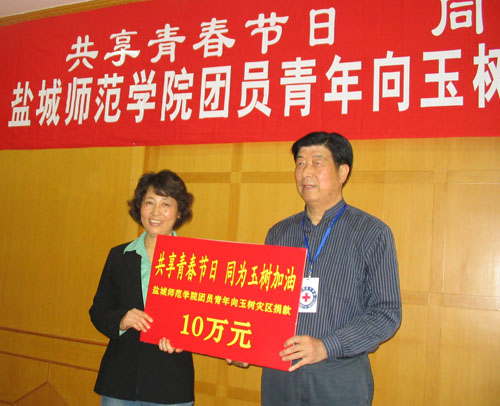 共享青春节日 同
盐城师范学院团员青年向玉树
共享青春节日 同为玉树加油
盐城师范学院团员青年向玉树灾区捐款
10万元